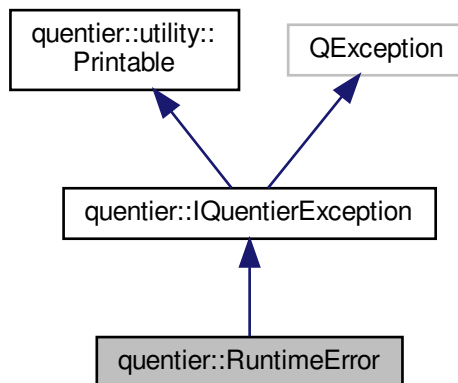 quentier::utility::
Printable
QException
quentier::IQuentierException
quentier::RuntimeError